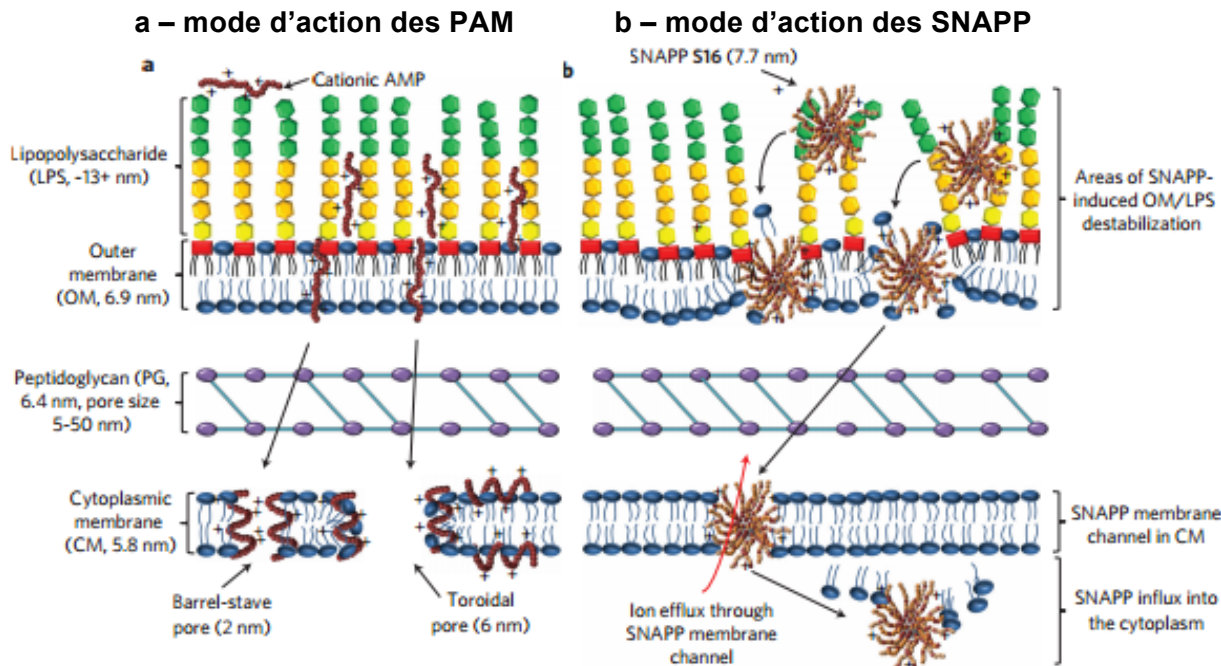 a – mode d’action des PAM
b – mode d’action des SNAPP
a
Cationic AMP
Lipopolysaccharide
(LPS, -13+ nm)
Outer
membrane
(OM, 6.9 nm)
Peptidoglycan (PG,
6.4 nm, pore size
5-50 nm)
Cytoplasmic
membrane
(CM, 5.8 nm)
Barrel-stave
pore (2 nm)
Toroidal
pore (6 nm)
b
SNAPP S16 (7.7 nm)
Areas of SNAPP-
induced OM/LPS
destabilization
SNAPP membrane
channel in CM
Ion efflux through
SNAPP membrane
channel
SNAPP influx into
the cytoplasm